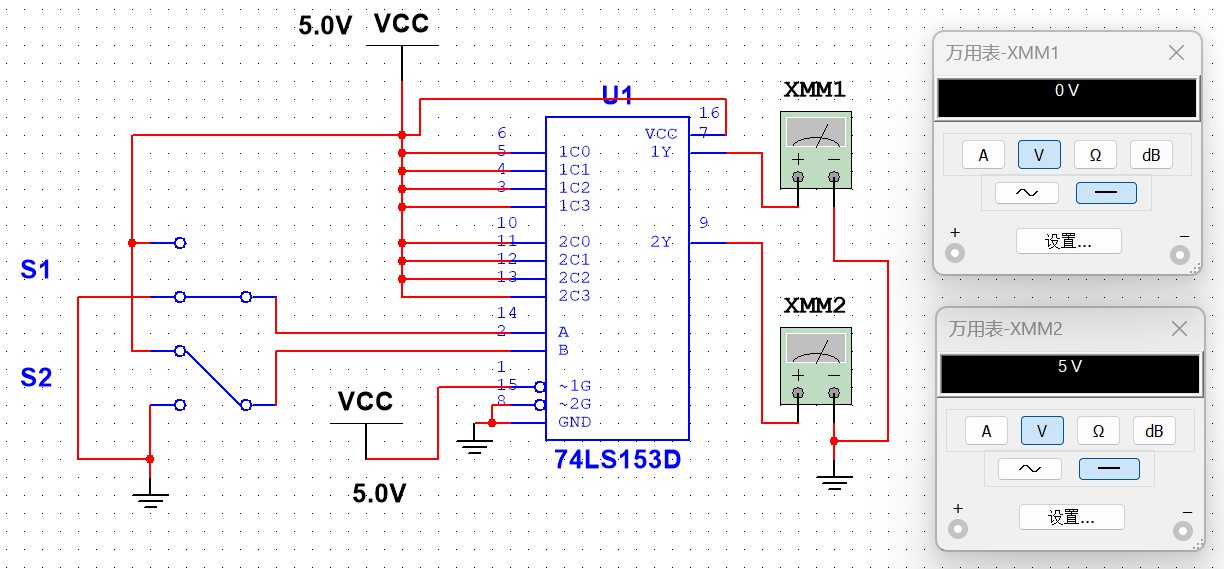 5.0V VCC
U1
16
VCC
7
1Y
6
5
1C0
4
1C1
3
1C2
1C3
10
11
2C0
12
2C1
13
2C2
2C3
9
2Y
14
2
A
B
1
15
~1G
8
~2G
GND
74LS153D
S1
S2
VCC
5.0V
XMM1
+ −
XMM2
+ −
万用表-XMM1
0 V
A V Ω dB
+ −
设置...
万用表-XMM2
5 V
A V Ω dB
+ −
设置...